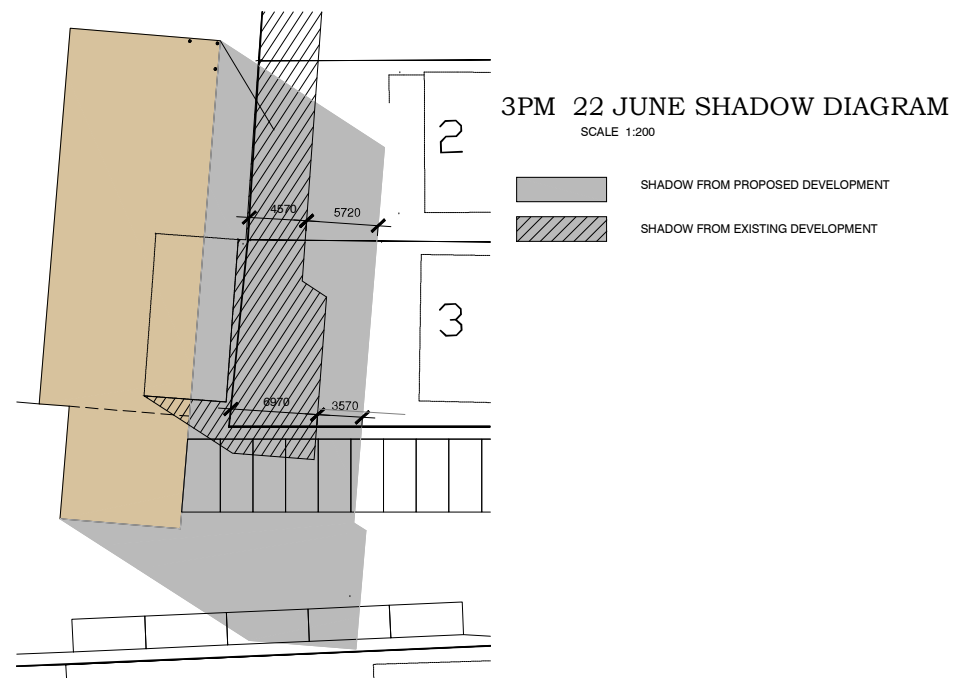 3PM 22 JUNE SHADOW DIAGRAM
SCALE 1:200
SHADOW FROM PROPOSED DEVELOPMENT
SHADOW FROM EXISTING DEVELOPMENT
2
4570
5720
3
6970
3570